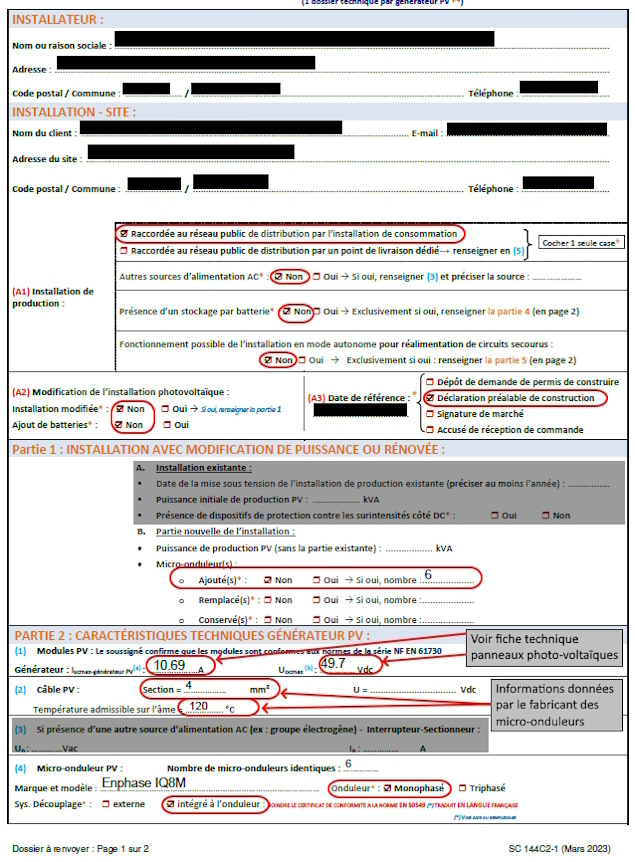 (1 dossier technique par générateur PV **)
INSTALLATEUR :
Nom ou raison sociale :
Adresse :
Code postal / Commune : / Téléphone :
INSTALLATION - SITE :
Nom du client : E-mail :
Adresse du site :
Code postal / Commune : / Téléphone :
(A1) Installation de production :
☑ Raccordée au réseau public de distribution par l'installation de consommation
☐ Raccordée au réseau public de distribution par un point de livraison dédié→ renseigner en (5)
Cocher 1 seule case*
Autres sources d'alimentation AC* : ☑ Non ☐ Oui → Si oui, renseigner (3) et préciser la source : ....................
Présence d'un stockage par batterie* ☑ Non ☐ Oui → Exclusivement si oui : renseigner la partie 4 (en page 2)
Fonctionnement possible de l'installation en mode autonome pour réalimentation de circuits secourus :
☑ Non ☐ Oui → Exclusivement si oui : renseigner la partie 5 (en page 2)
(A2) Modification de l'installation photovoltaïque :
Installation modifiée* : ☑ Non ☐ Oui → Si oui, renseigner la partie 1
Ajout de batteries* : ☑ Non ☐ Oui
(A3) Date de référence : *
☐ Dépôt de demande de permis de construire
☑ Déclaration préalable de construction
☐ Signature de marché
☐ Accusé de réception de commande
Partie 1 : INSTALLATION AVEC MODIFICATION DE PUISSANCE OU RÉNOVÉE :
A. Installation existante :
• Date de la mise sous tension de l'installation de production existante (préciser au moins l'année) : ...............
• Puissance initiale de production PV : .................. kVA
• Présence de dispositifs de protection contre les surintensités côté DC* : ☐ Oui ☐ Non
B. Partie nouvelle de l'installation :
• Puissance de production PV (sans la partie existante) : .................. kVA
• Micro-onduleur(s) :
o Ajouté(s)* : ☑ Non ☐ Oui → Si oui, nombre : 6
o Remplacé(s)* : ☐ Non ☐ Oui → Si oui, nombre :....................
o Conservé(s)* : ☐ Non ☐ Oui → Si oui, nombre :....................
PARTIE 2 : CARACTÉRISTIQUES TECHNIQUES GÉNÉRATEUR PV :
(1) Modules PV : Le soussigné confirme que les modules sont conformes aux normes de la série NF EN 61730
Générateur : Iscmax-générateur PV(a) : 10.69 A Uocmax (b) : 49.7 Vdc
Voir fiche technique
panneaux photo-voltaïques
(2) Câble PV : Section = 4 mm² U = ........................ Vdc
Température admissible sur l'âme = 120 °C
Informations données
par le fabricant des
micro-onduleurs
(3) Si présence d'une autre source d'alimentation AC (ex : groupe électrogène) - Interrupteur-Sectionneur :
Un : ............Vac In : ............... A
(4) Micro-onduleur PV : Nombre de micro-onduleurs identiques : 6
Marque et modèle : Enphase IQ8M Onduleur* : ☑ Monophasé ☐ Triphasé
Sys. Découplage* : ☐ externe ☑ intégré à l'onduleur : JOINDRE LE CERTIFICAT DE CONFORMITE A LA NORME EN 50549 (*) TRADUIT EN LANGUE FRANÇAISE
Dossier à renvoyer : Page 1 sur 2 SC 144C2-1 (Mars 2023)